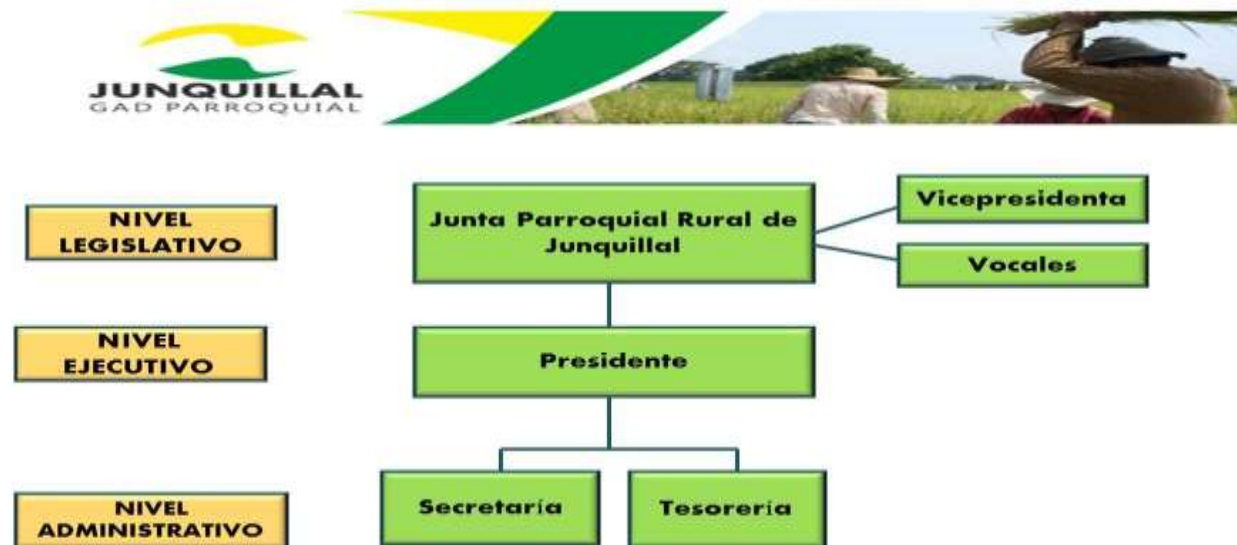 JUNQUILLAL
GAD PARROQUIAL
NIVEL
LEGISLATIVO
Junta Parroquial Rural de
Junquillal
Vicepresidenta
Vocales
NIVEL
EJECUTIVO
Presidente
NIVEL
ADMINISTRATIVO
Secretaría
Tesorería